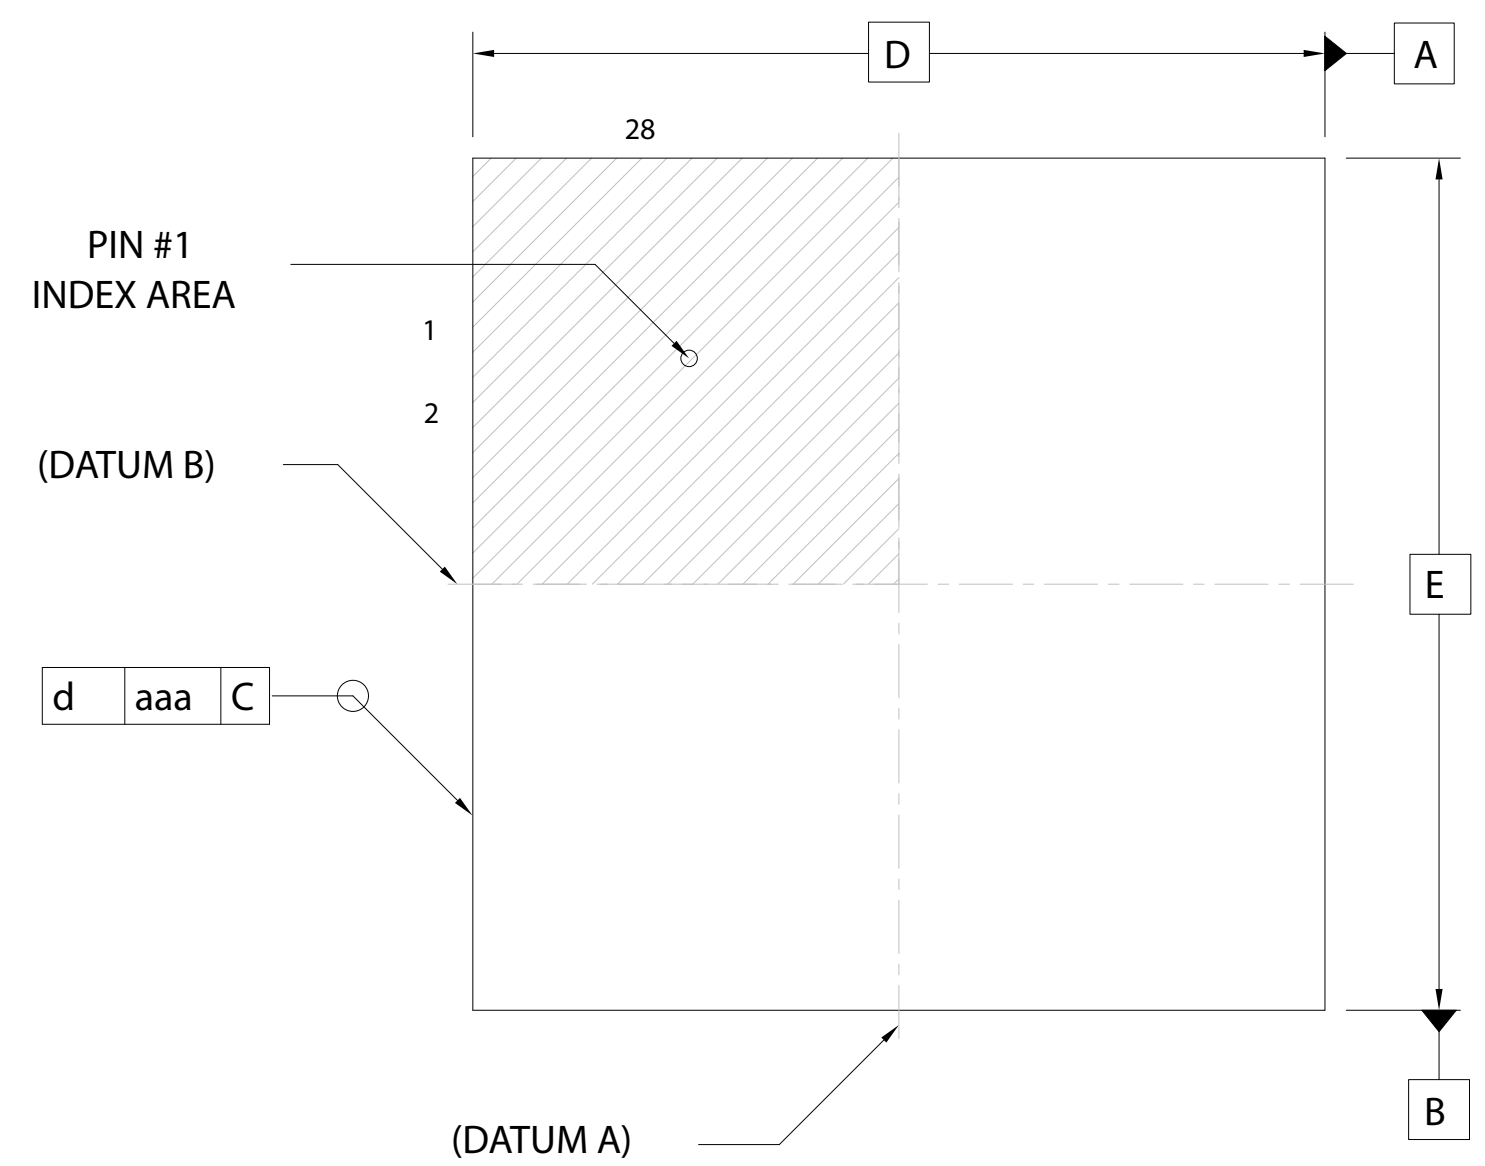 D
A
28
PIN #1
INDEX AREA
1
2
(DATUM B)
E
d aaa C
B
(DATUM A)